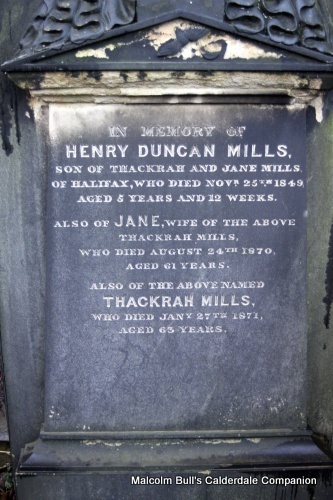 IN MEMORY OF
HENRY DUNCAN MILLS,
SON OF THACKRAH AND JANE MILLS,
OF HALIFAX, WHO DIED NOVR. 25TH 1849,
AGED 5 YEARS AND 12 WEEKS.
ALSO OF JANE, WIFE OF THE ABOVE
THACKRAH MILLS,
WHO DIED AUGUST 24TH 1870,
AGED 61 YEARS.
ALSO OF THE ABOVE NAMED
THACKRAH MILLS,
WHO DIED JANY 27TH 1871,
AGED 63 YEARS.
Malcolm Bull's Calderdale Companion